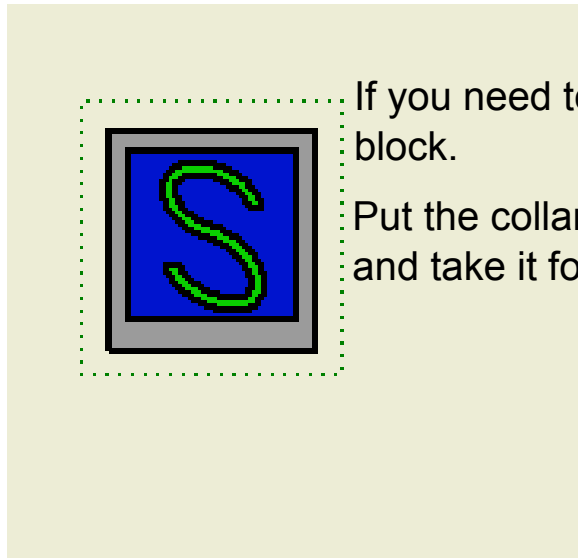 If you need t
block.
S
Put the colla
and take it fo